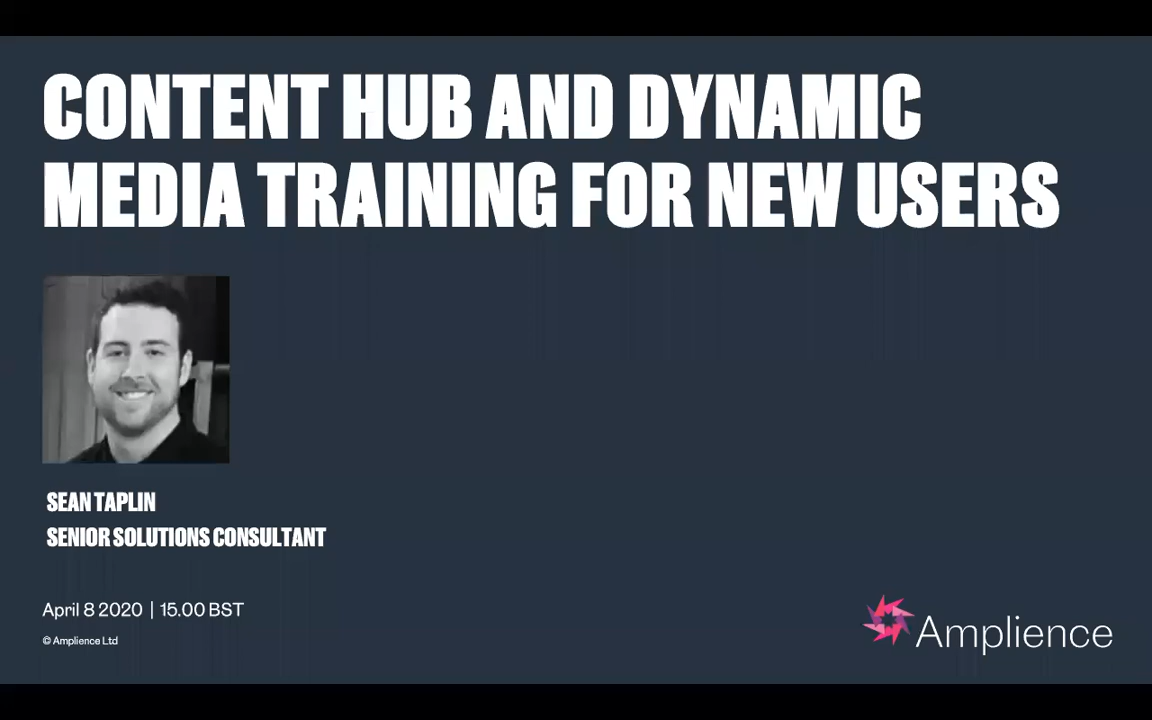 CONTENT HUB AND DYNAMIC
MEDIA TRAINING FOR NEW USERS
SEAN TAPLIN
SENIOR SOLUTIONS CONSULTANT
April 8 2020 | 15.00 BST
© Amplience Ltd
Amplience